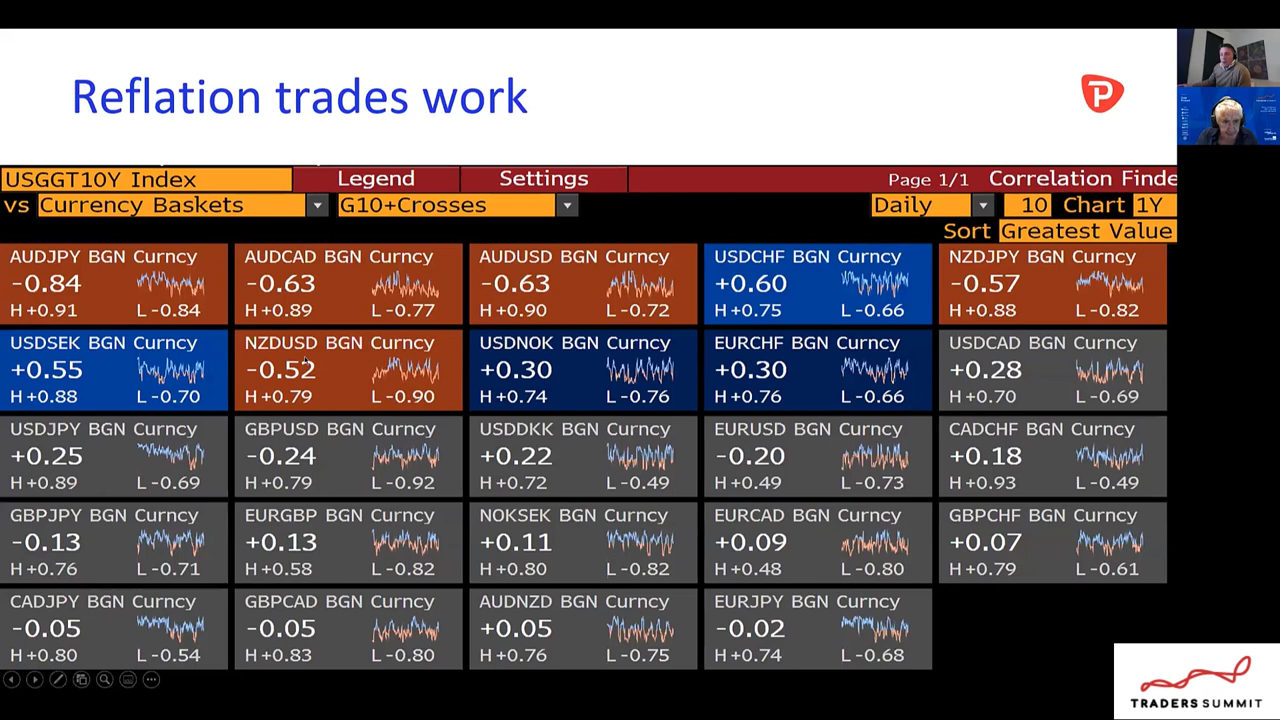 Reflation trades work
P
USGGT10Y Index
Legend
Settings
Page 1/1
Correlation Finde
vs
Currency Baskets
G10+Crosses
Daily
10
Chart
1Y
Sort
Greatest Value
AUDJPY BGN Curncy
-0.84
H +0.91 L -0.84
AUDCAD BGN Curncy
-0.63
H +0.89 L -0.77
AUDUSD BGN Curncy
-0.63
H +0.90 L -0.72
USDCHF BGN Curncy
+0.60
H +0.75 L -0.66
NZDJPY BGN Curncy
-0.57
H +0.88 L -0.82
USDSEK BGN Curncy
+0.55
H +0.88 L -0.70
NZDUSD BGN Curncy
-0.52
H +0.79 L -0.90
USDNOK BGN Curncy
+0.30
H +0.74 L -0.76
EURCHF BGN Curncy
+0.30
H +0.76 L -0.66
USDCAD BGN Curncy
+0.28
H +0.70 L -0.69
USDJPY BGN Curncy
+0.25
H +0.89 L -0.69
GBPUSD BGN Curncy
-0.24
H +0.79 L -0.92
USDDKK BGN Curncy
+0.22
H +0.72 L -0.49
EURUSD BGN Curncy
-0.20
H +0.49 L -0.73
CADCHF BGN Curncy
+0.18
H +0.93 L -0.49
GBPJPY BGN Curncy
-0.13
H +0.76 L -0.71
EURGBP BGN Curncy
+0.13
H +0.58 L -0.82
NOKSEK BGN Curncy
+0.11
H +0.80 L -0.82
EURCAD BGN Curncy
+0.09
H +0.48 L -0.80
GBPCHF BGN Curncy
+0.07
H +0.79 L -0.61
CADJPY BGN Curncy
-0.05
H +0.80 L -0.54
GBPCAD BGN Curncy
-0.05
H +0.83 L -0.80
AUDNZD BGN Curncy
+0.05
H +0.76 L -0.75
EURJPY BGN Curncy
-0.02
H +0.74 L -0.68
TRADERS SUMMIT